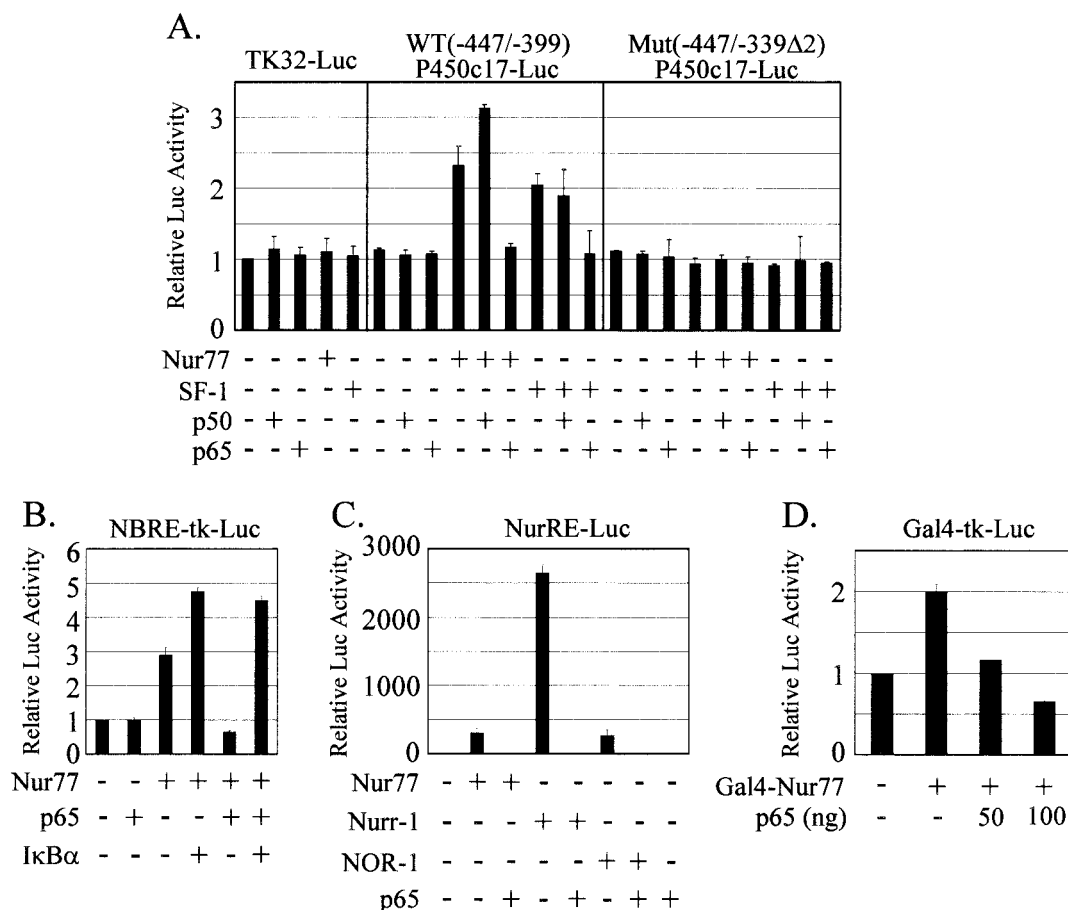 A.
TK32-Luc
WT(-447/-399)
P450c17-Luc
Mut(-447/-339Δ2)
P450c17-Luc
Relative Luc Activity
3
2
1
0
Nur77 - - - + - - - - + + + - - - - - - + + + - - -
SF-1 - - - - + - - - - - - + + + - - - - - - + + +
p50 - + - - - - + - - + - - + - - + - - + - - + -
p65 - - + - - - - + - - + - - + - - + - - + - - +
B.
NBRE-tk-Luc
Relative Luc Activity
6
5
4
3
2
1
0
Nur77 - - + + + +
p65 - + - - + +
IκBα - - - + - +
C.
NurRE-Luc
Relative Luc Activity
3000
2000
1000
0
Nur77 - + + - - - - -
Nurr-1 - - - + + - - -
NOR-1 - - - - - + + -
p65 - - + - + - + +
D.
Gal4-tk-Luc
Relative Luc Activity
2
1
0
Gal4-Nur77 - + + +
p65 (ng) - - 50 100